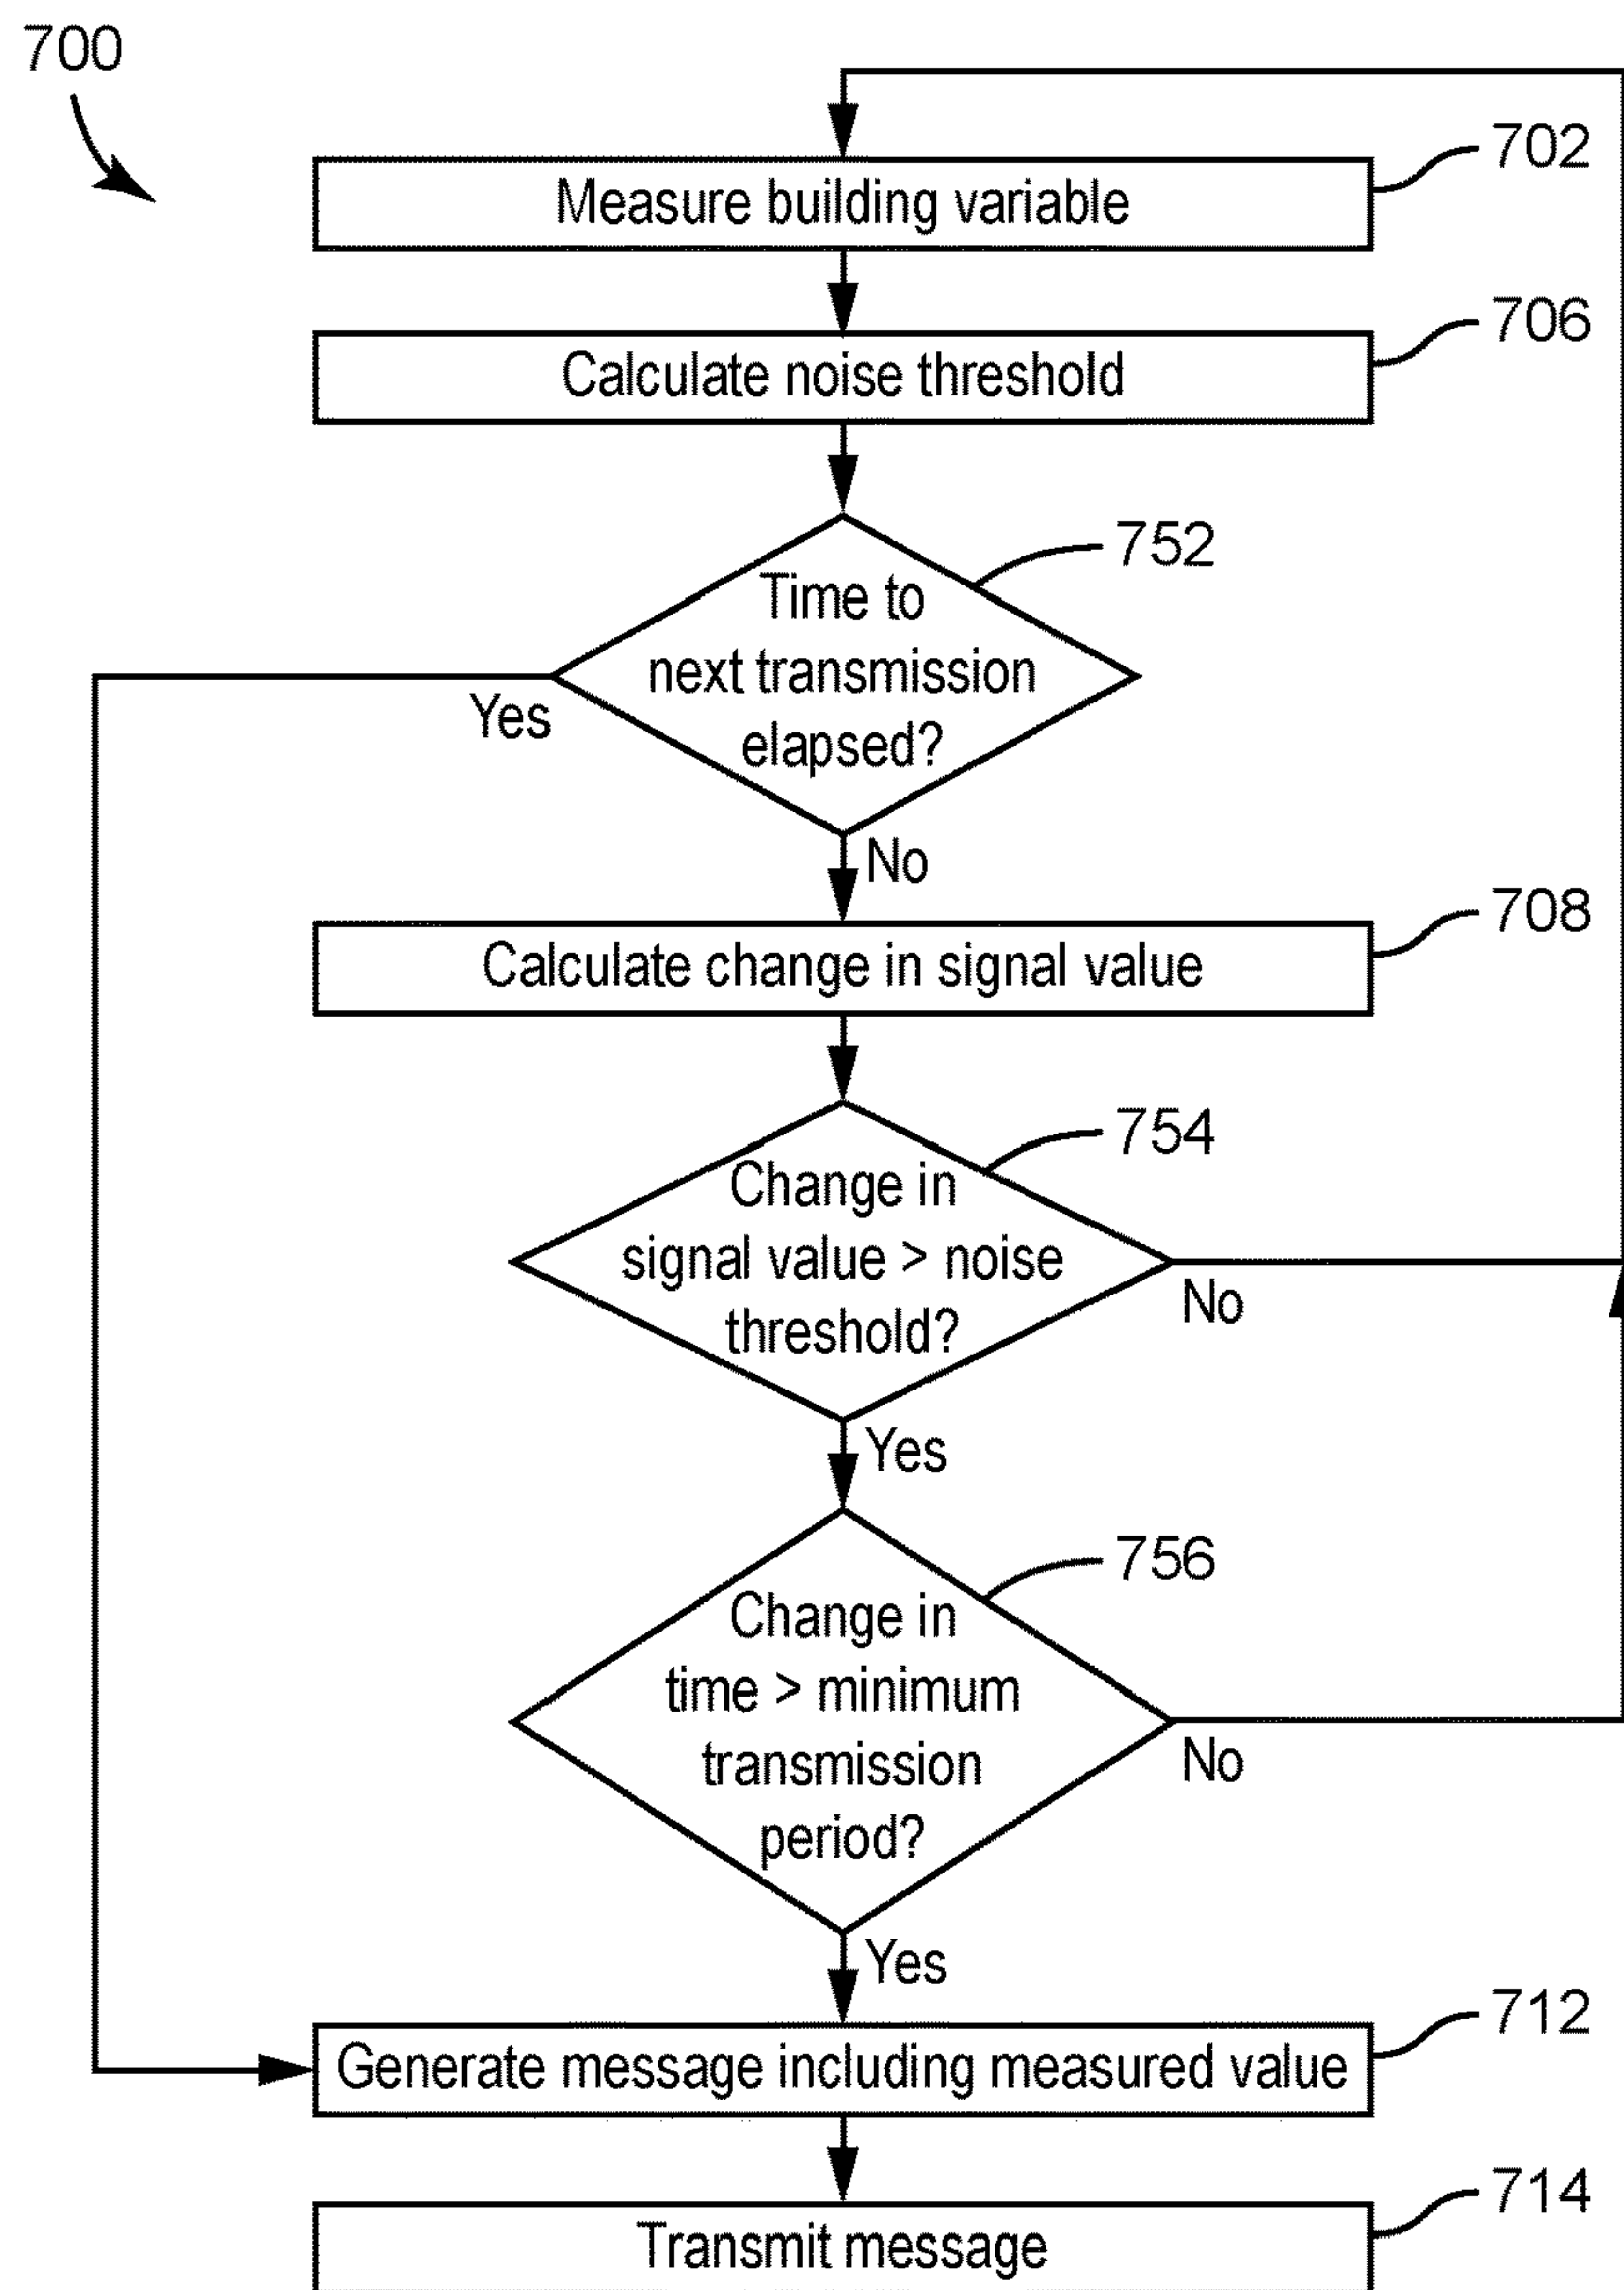 700
702
Measure building variable
706
Calculate noise threshold
752
Time to
next transmission
elapsed?
Yes
No
708
Calculate change in signal value
754
Change in
signal value > noise
threshold?
No
Yes
756
Change in
time > minimum
transmission
period?
No
Yes
712
Generate message including measured value
714
Transmit message